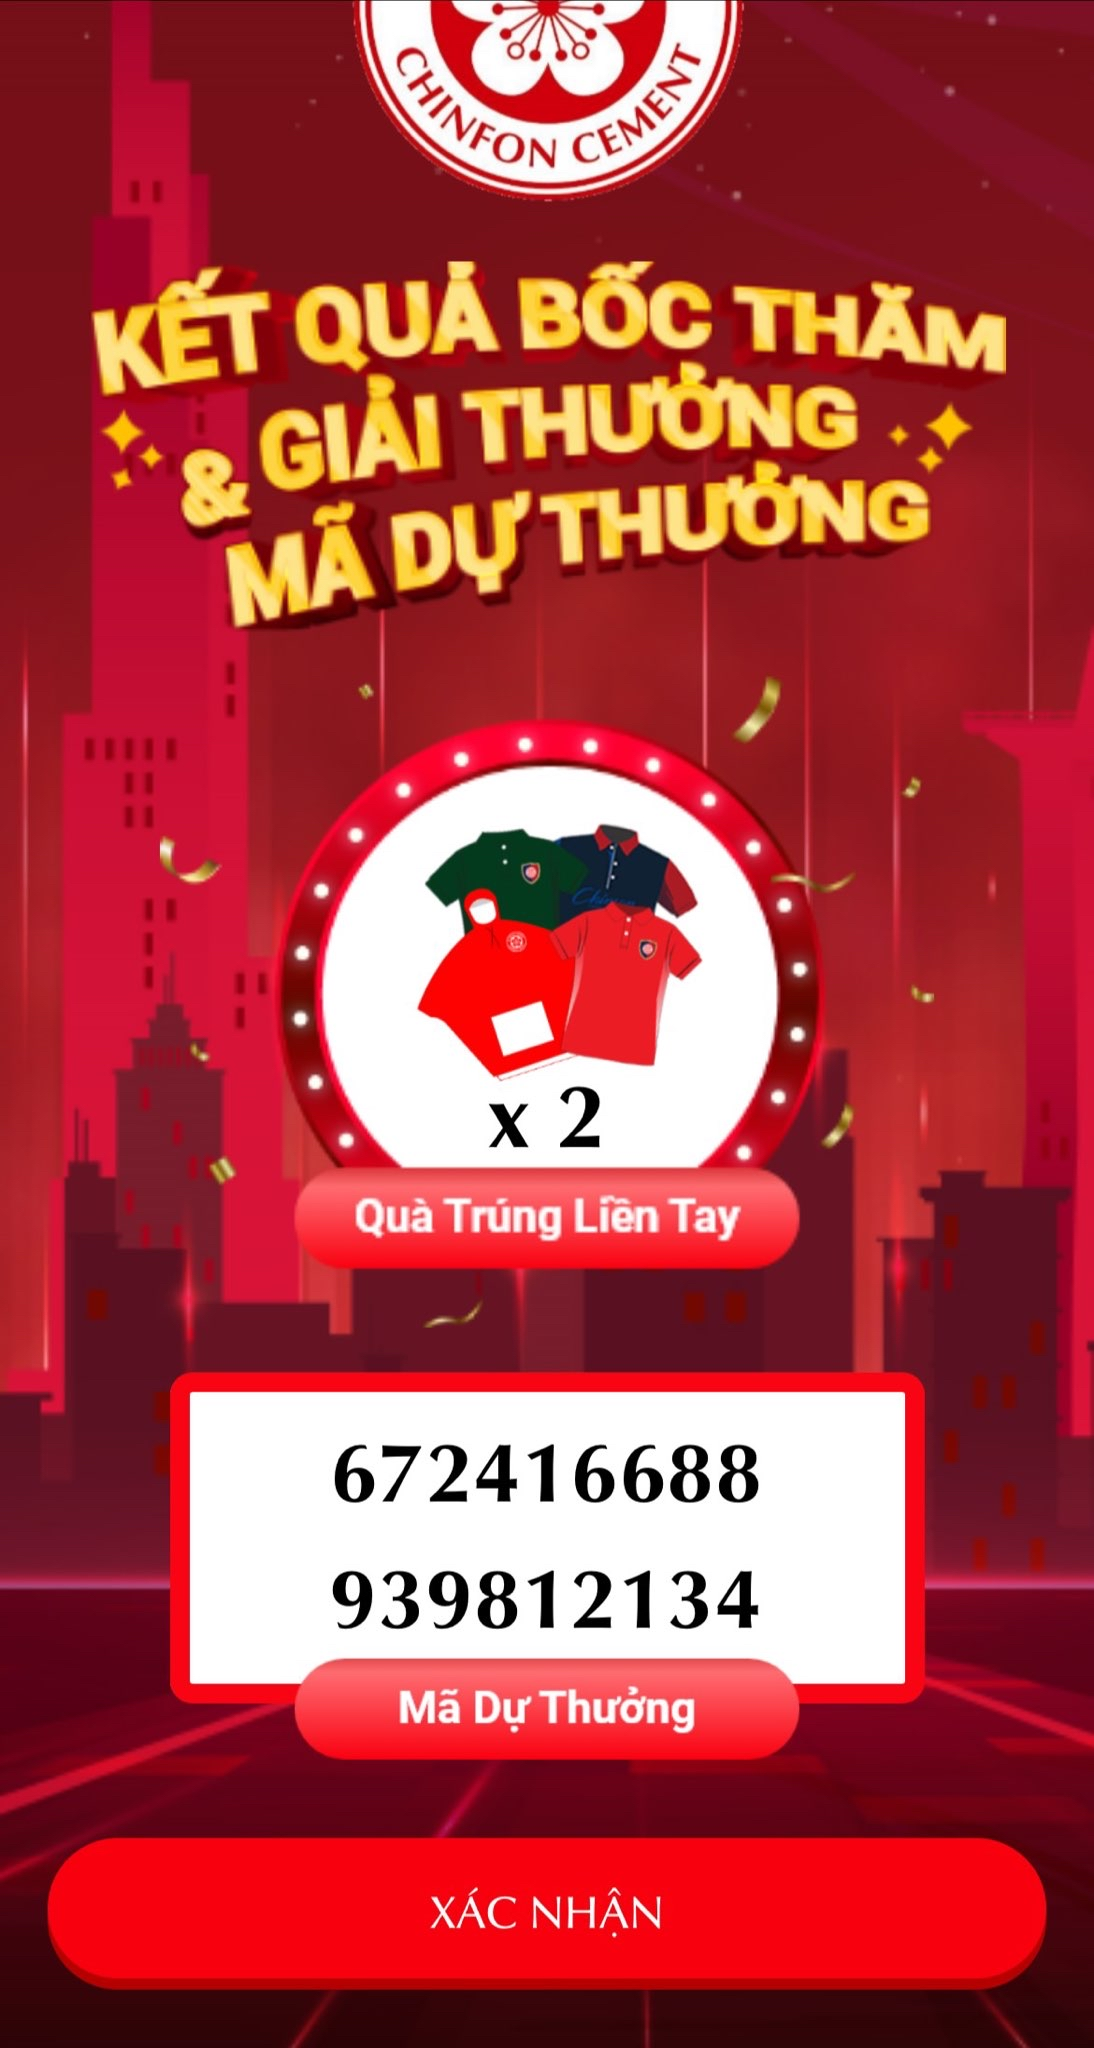 CHINFON CEMENT
KẾT QUẢ BỐC THĂM
& GIẢI THƯỞNG
MÃ DỰ THƯỞNG
x 2
Quà Trúng Liền Tay
672416688
939812134
Mã Dự Thưởng
XÁC NHẬN